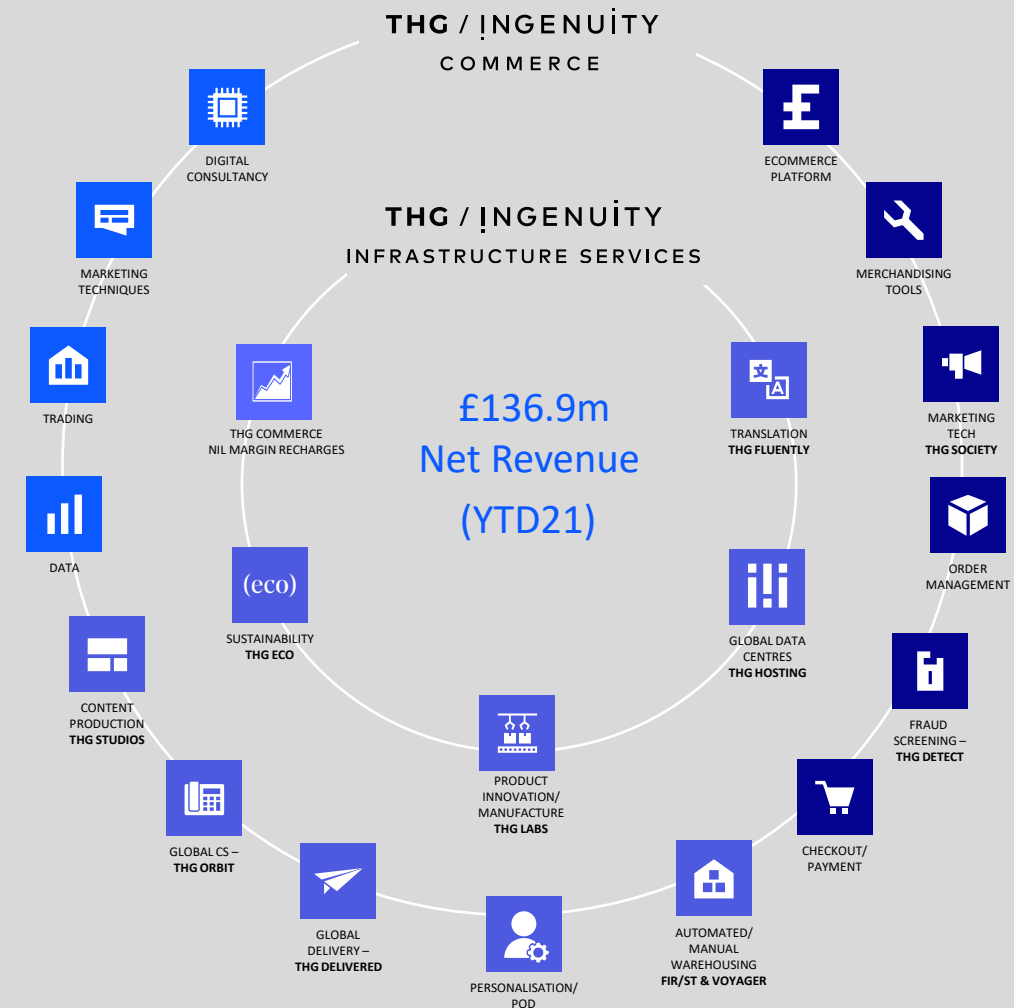 THG / INGENUITY
COMMERCE
DIGITAL
CONSULTANCY
ECOMMERCE
PLATFORM
MARKETING
TECHNIQUES
MERCHANDISING
TOOLS
THG / INGENUITY
INFRASTRUCTURE SERVICES
TRADING
THG COMMERCE
NIL MARGIN RECHARGES
£136.9m
Net Revenue
(YTD21)
文
A
TRANSLATION
THG FLUENTLY
MARKETING
TECH
THG SOCIETY
DATA
(eco)
SUSTAINABILITY
THG ECO
GLOBAL DATA
CENTRES
THG HOSTING
ORDER
MANAGEMENT
CONTENT
PRODUCTION
THG STUDIOS
PRODUCT
INNOVATION/
MANUFACTURE
THG LABS
FRAUD
SCREENING –
THG DETECT
GLOBAL CS –
THG ORBIT
CHECKOUT/
PAYMENT
GLOBAL
DELIVERY –
THG DELIVERED
PERSONALISATION/
POD
AUTOMATED/
MANUAL
WAREHOUSING
FIR/ST & VOYAGER